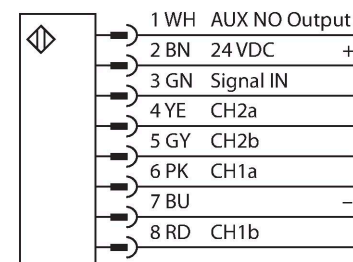 1 WH AUX NO Output
2 BN 24 VDC +
3 GN Signal IN
4 YE CH2a
5 GY CH2b
6 PK CH1a
7 BU –
8 RD CH1b